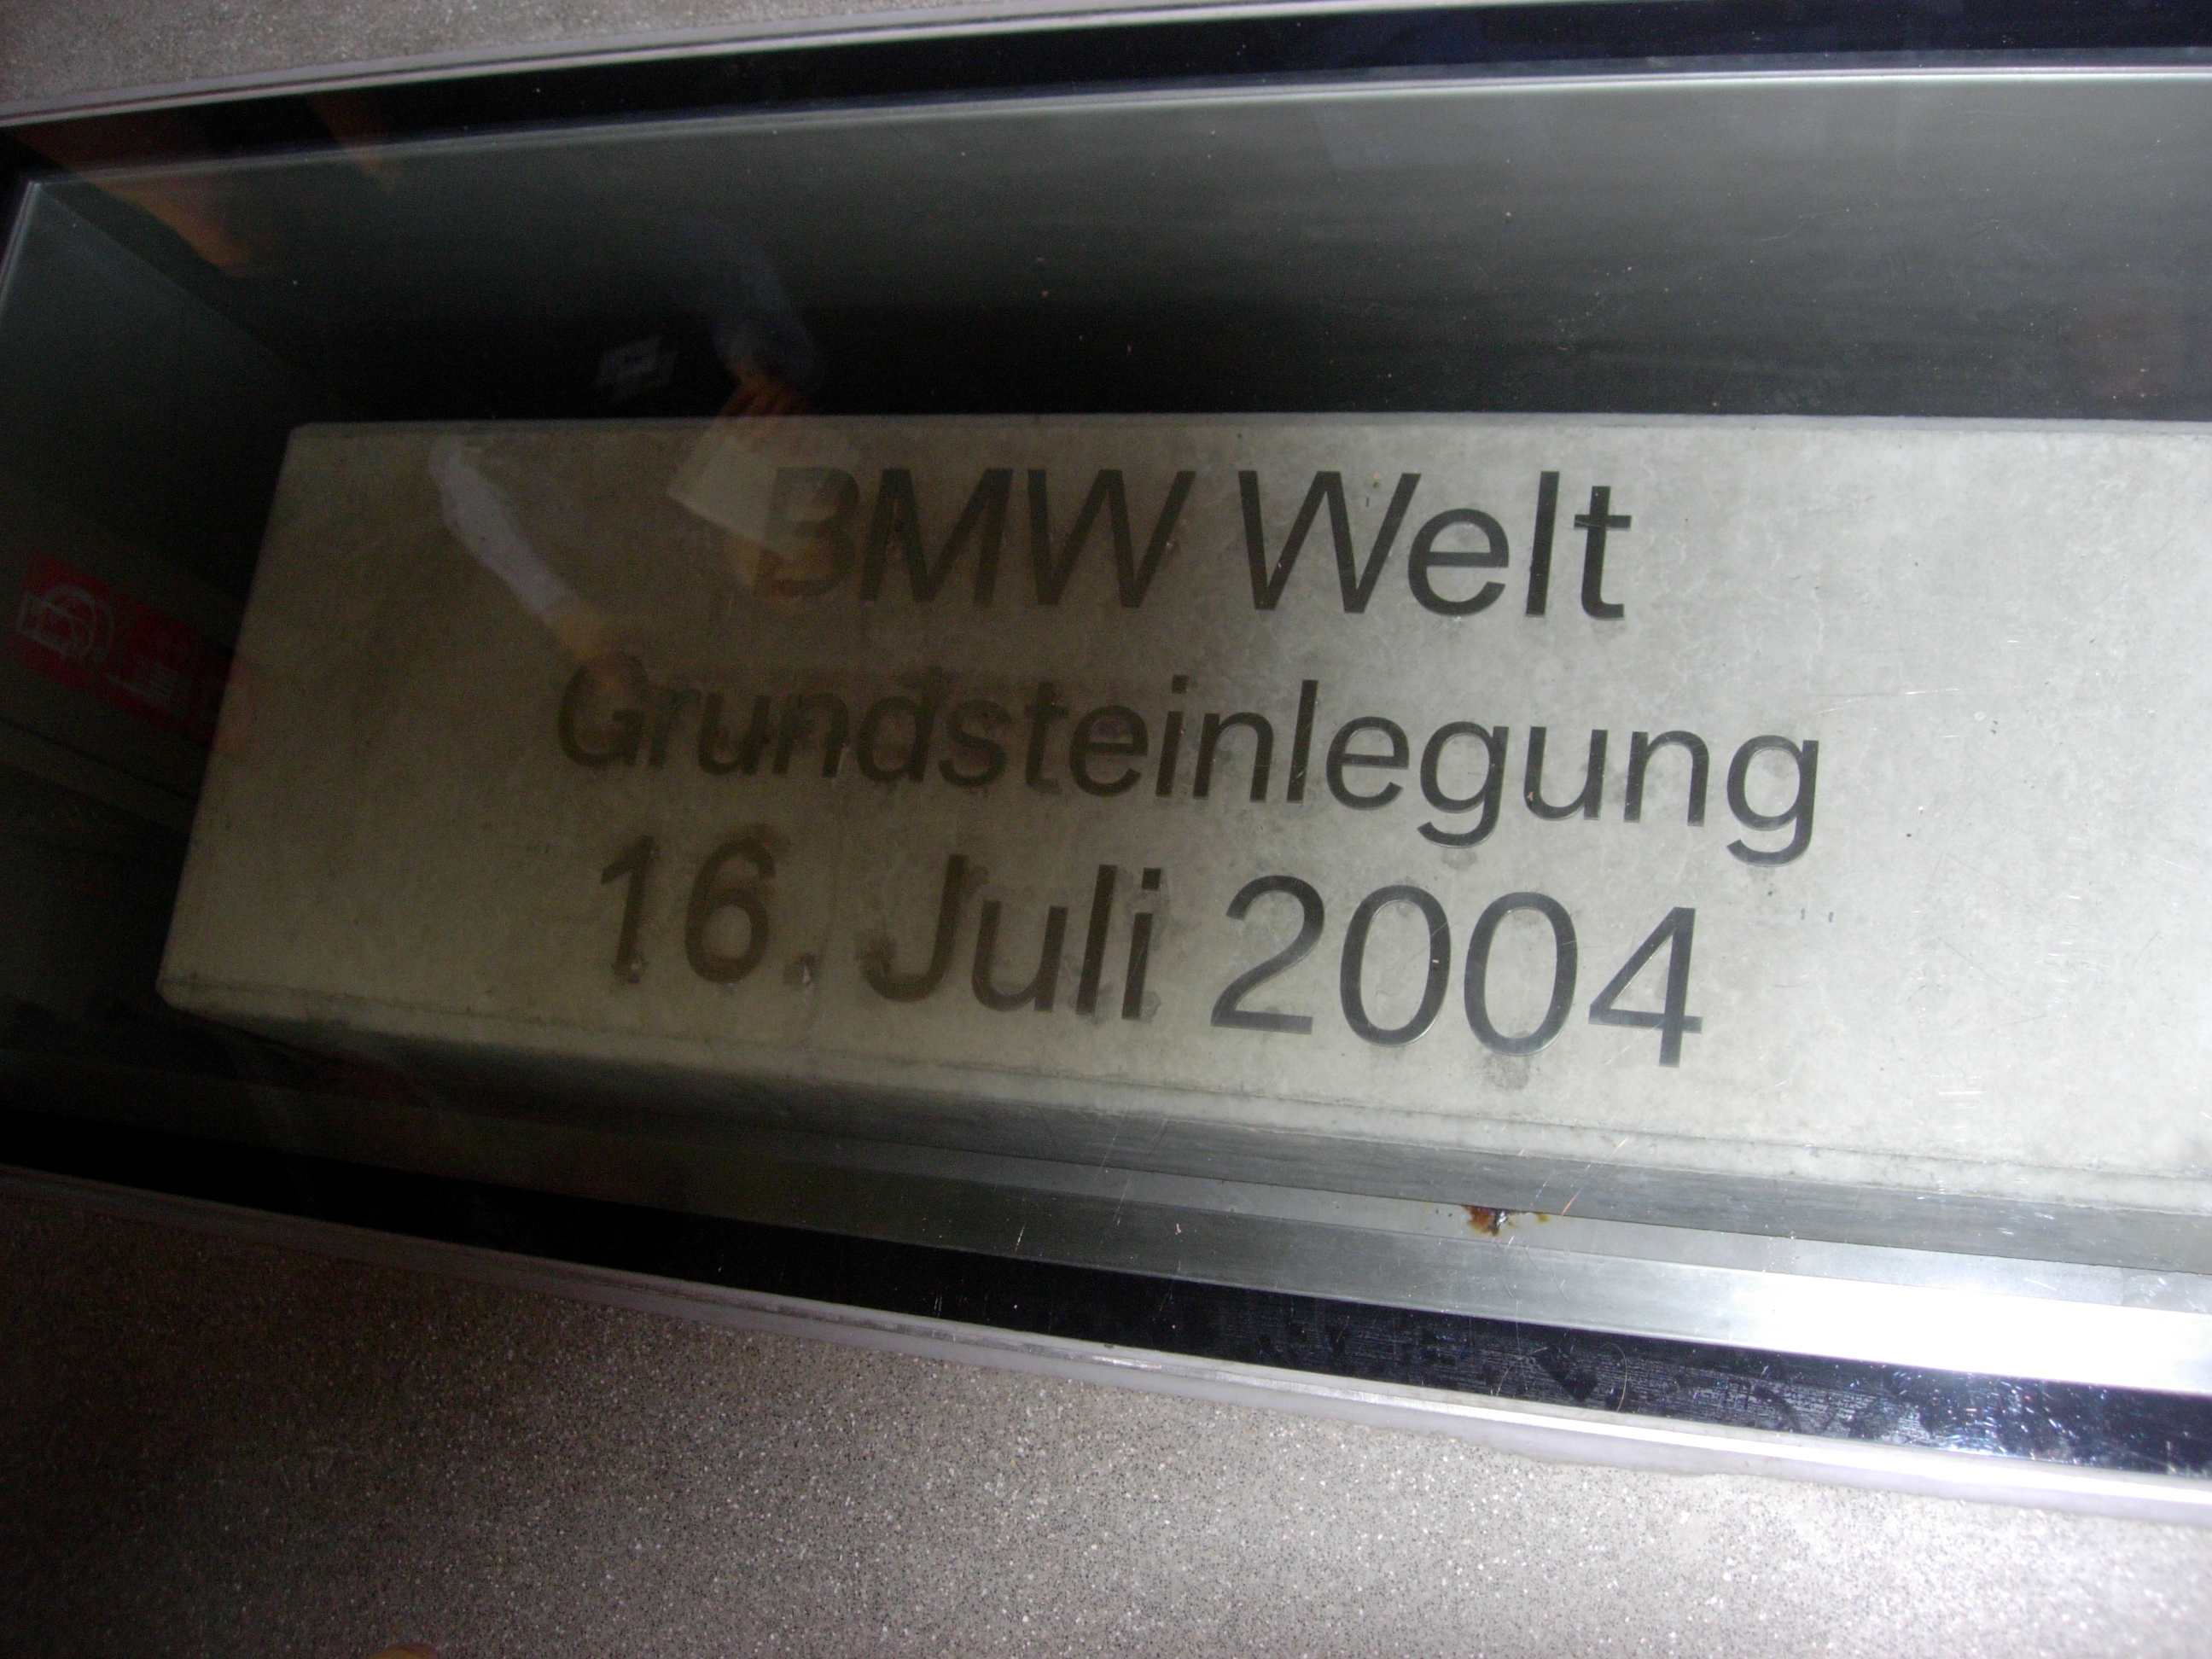 BMW Welt
Grundsteinlegung
16. Juli 2004